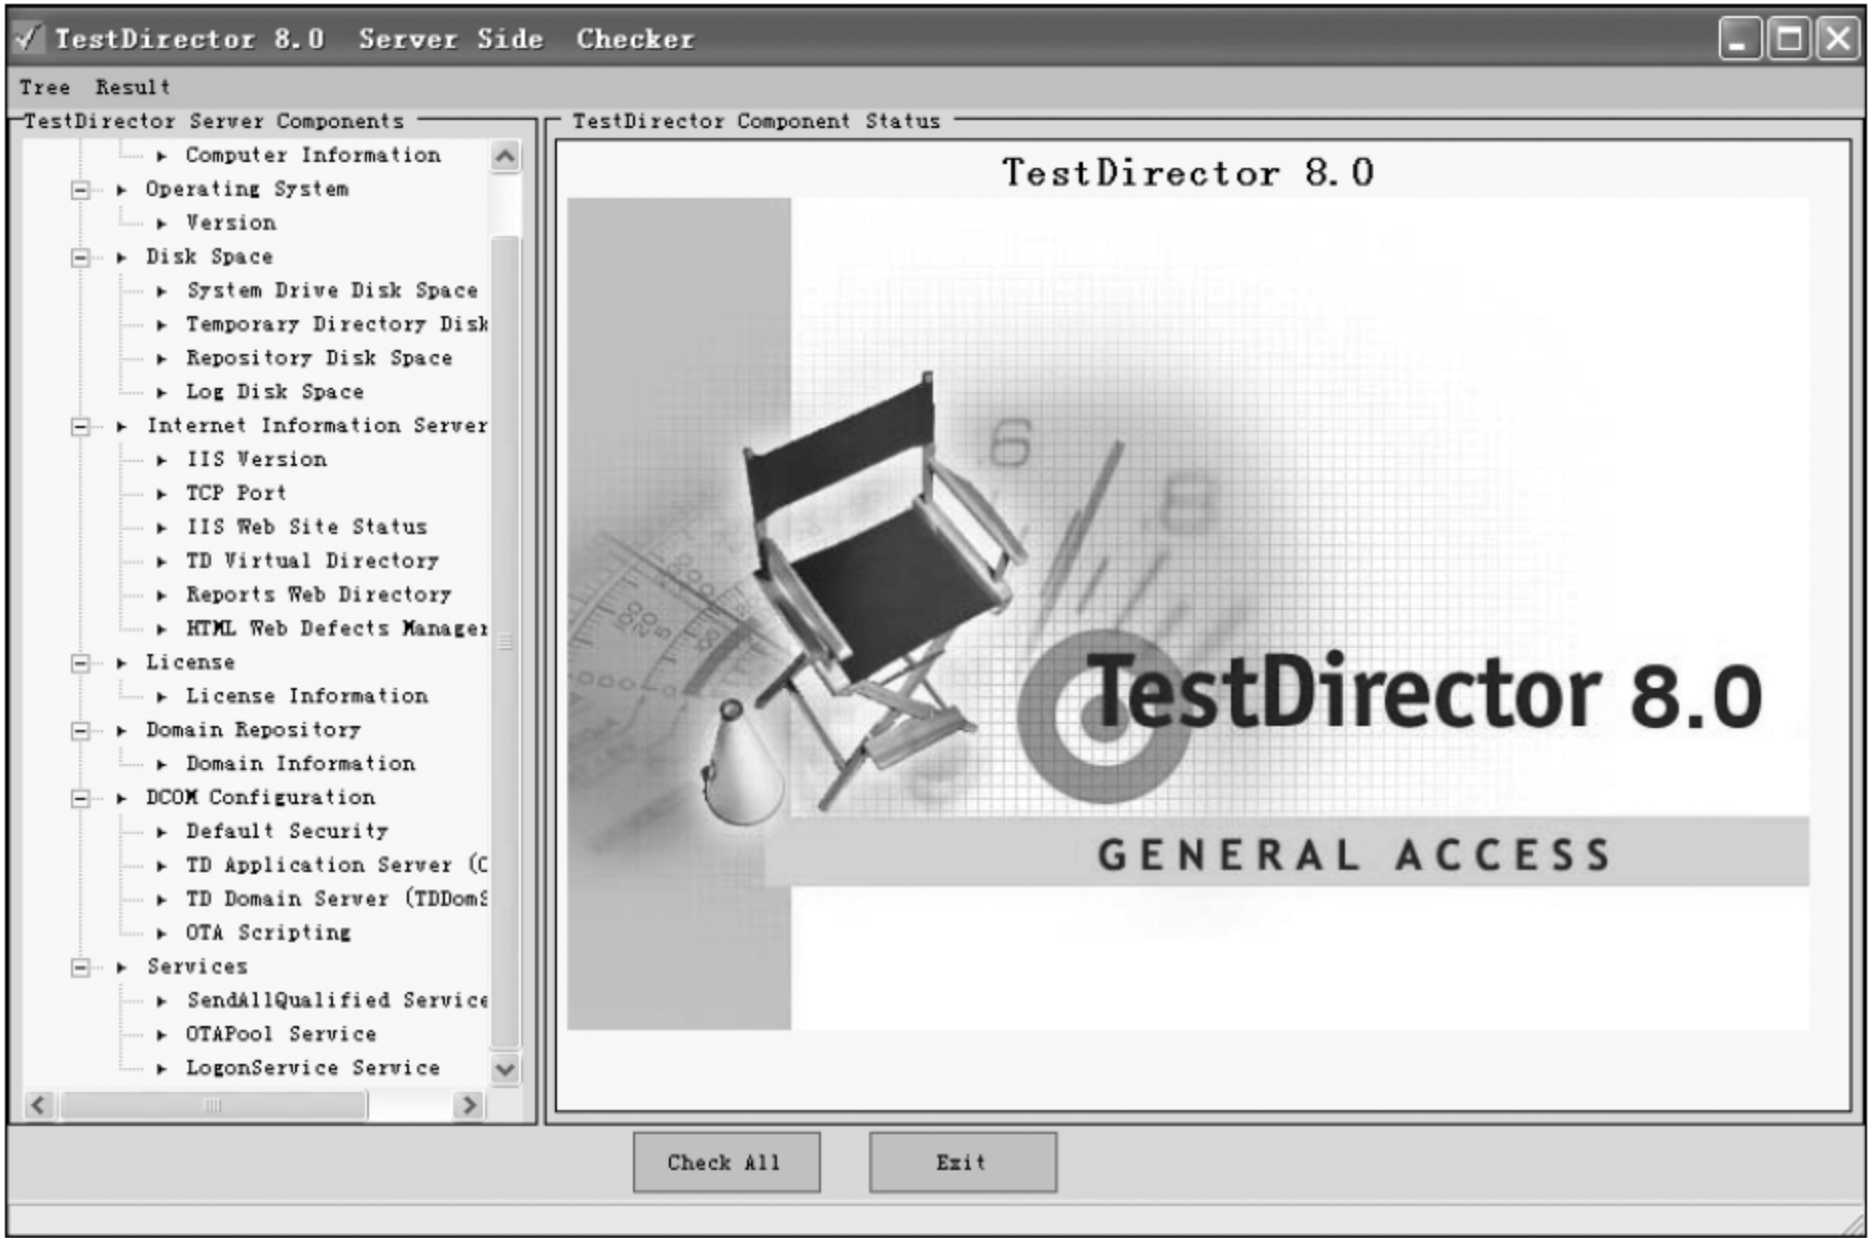 TestDirector 8.0 Server Side Checker
Tree Result
TestDirector Server Components
Computer Information
Operating System
Version
Disk Space
System Drive Disk Space
Temporary Directory Disk
Repository Disk Space
Log Disk Space
Internet Information Server
IIS Version
TCP Port
IIS Web Site Status
TD Virtual Directory
Reports Web Directory
HTML Web Defects Manager
License
License Information
Domain Repository
Domain Information
DCOM Configuration
Default Security
TD Application Server (
TD Domain Server (TDDom
OTA Scripting
Services
SendAllQualified Service
OTAPool Service
LogonService Service
TestDirector Component Status
TestDirector 8.0
6
8
TestDirector 8.0
GENERAL ACCESS
Check All
Exit